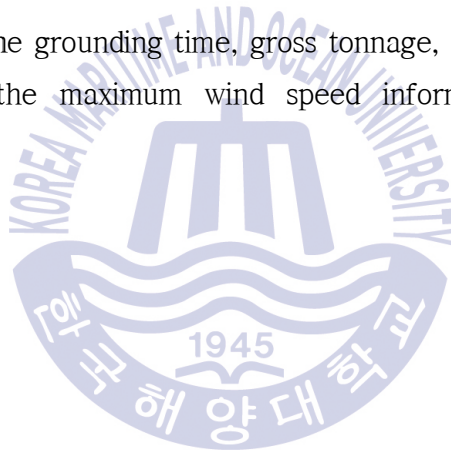 ne grounding time, gross tonnage,
the maximum wind speed inform
KOREA MARITIME AND OCEAN UNIVERSITY
1945
한국해양대학교